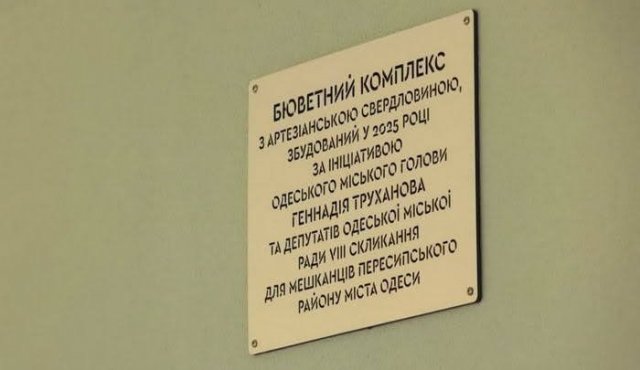 БЮВЕТНИЙ КОМПЛЕКС
З АРТЕЗІАНСЬКОЮ СВЕРДЛОВИНОЮ,
ЗБУДОВАНИЙ У 2025 РОЦІ
ЗА ІНІЦІАТИВОЮ
ОДЕСЬКОГО МІСЬКОГО ГОЛОВИ
ГЕННАДІЯ ТРУХАНОВА
ТА ДЕПУТАТІВ ОДЕСЬКОЇ МІСЬКОЇ
РАДИ VIII СКЛИКАННЯ
ДЛЯ МЕШКАНЦІВ ПЕРЕСИПСЬКОГО
РАЙОНУ МІСТА ОДЕСИ